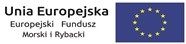 Unia Europejska
Europejski Fundusz
Morski i Rybacki